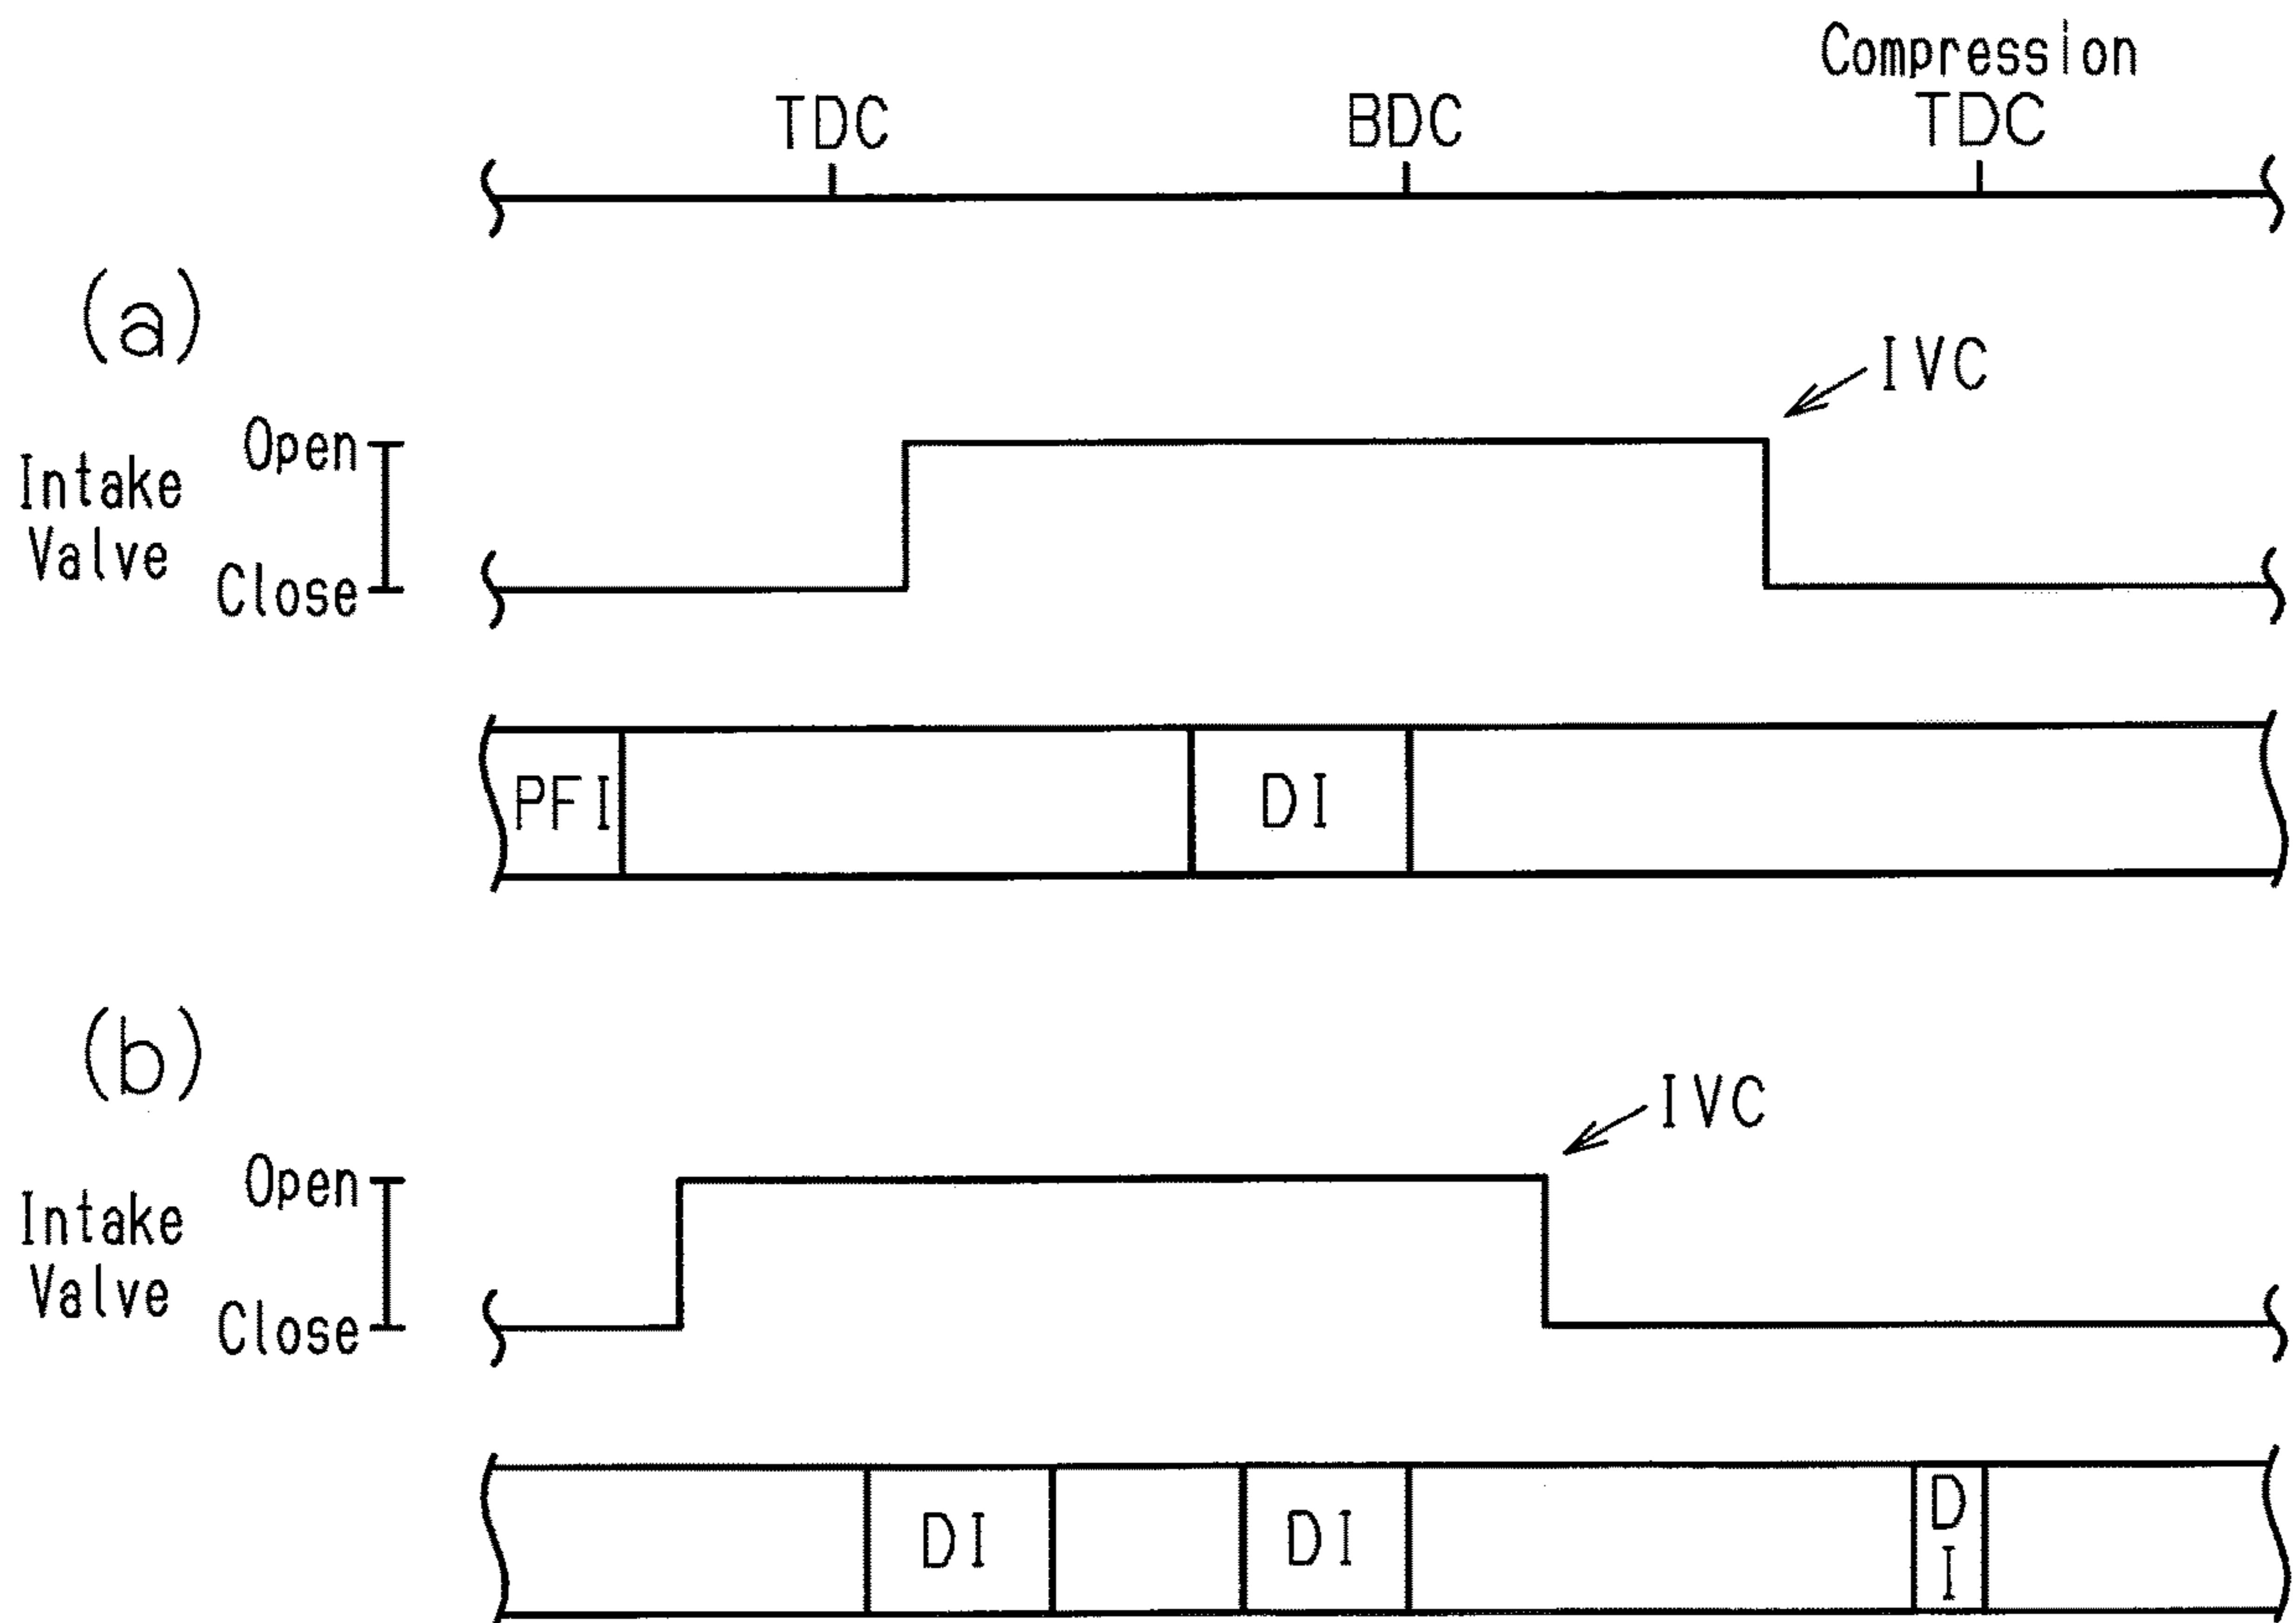 Compression
TDC
BDC
TDC
(a)
IVC
Open
Intake
Valve
Close
PFI
DI
(b)
IVC
Open
Intake
Valve
Close
DI
DI
D
I